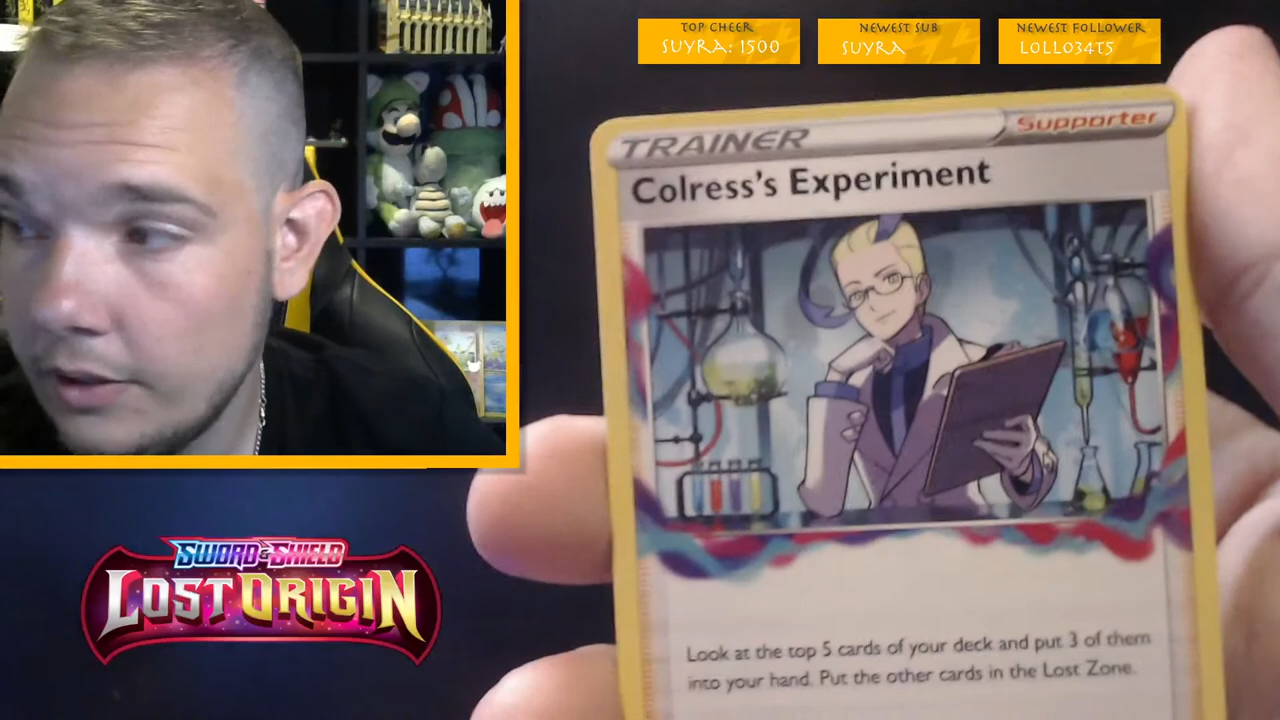 TOP CHEER
SUYRA: 1500
NEWEST SUB
SUYRA
NEWEST FOLLOWER
LOLLO34T5
TRAINER
Supporter
Colress's Experiment
Look at the top 5 cards of your deck and put 3 of them
into your hand. Put the other cards in the Lost Zone.
SWORD & SHIELD
LOST ORIGIN